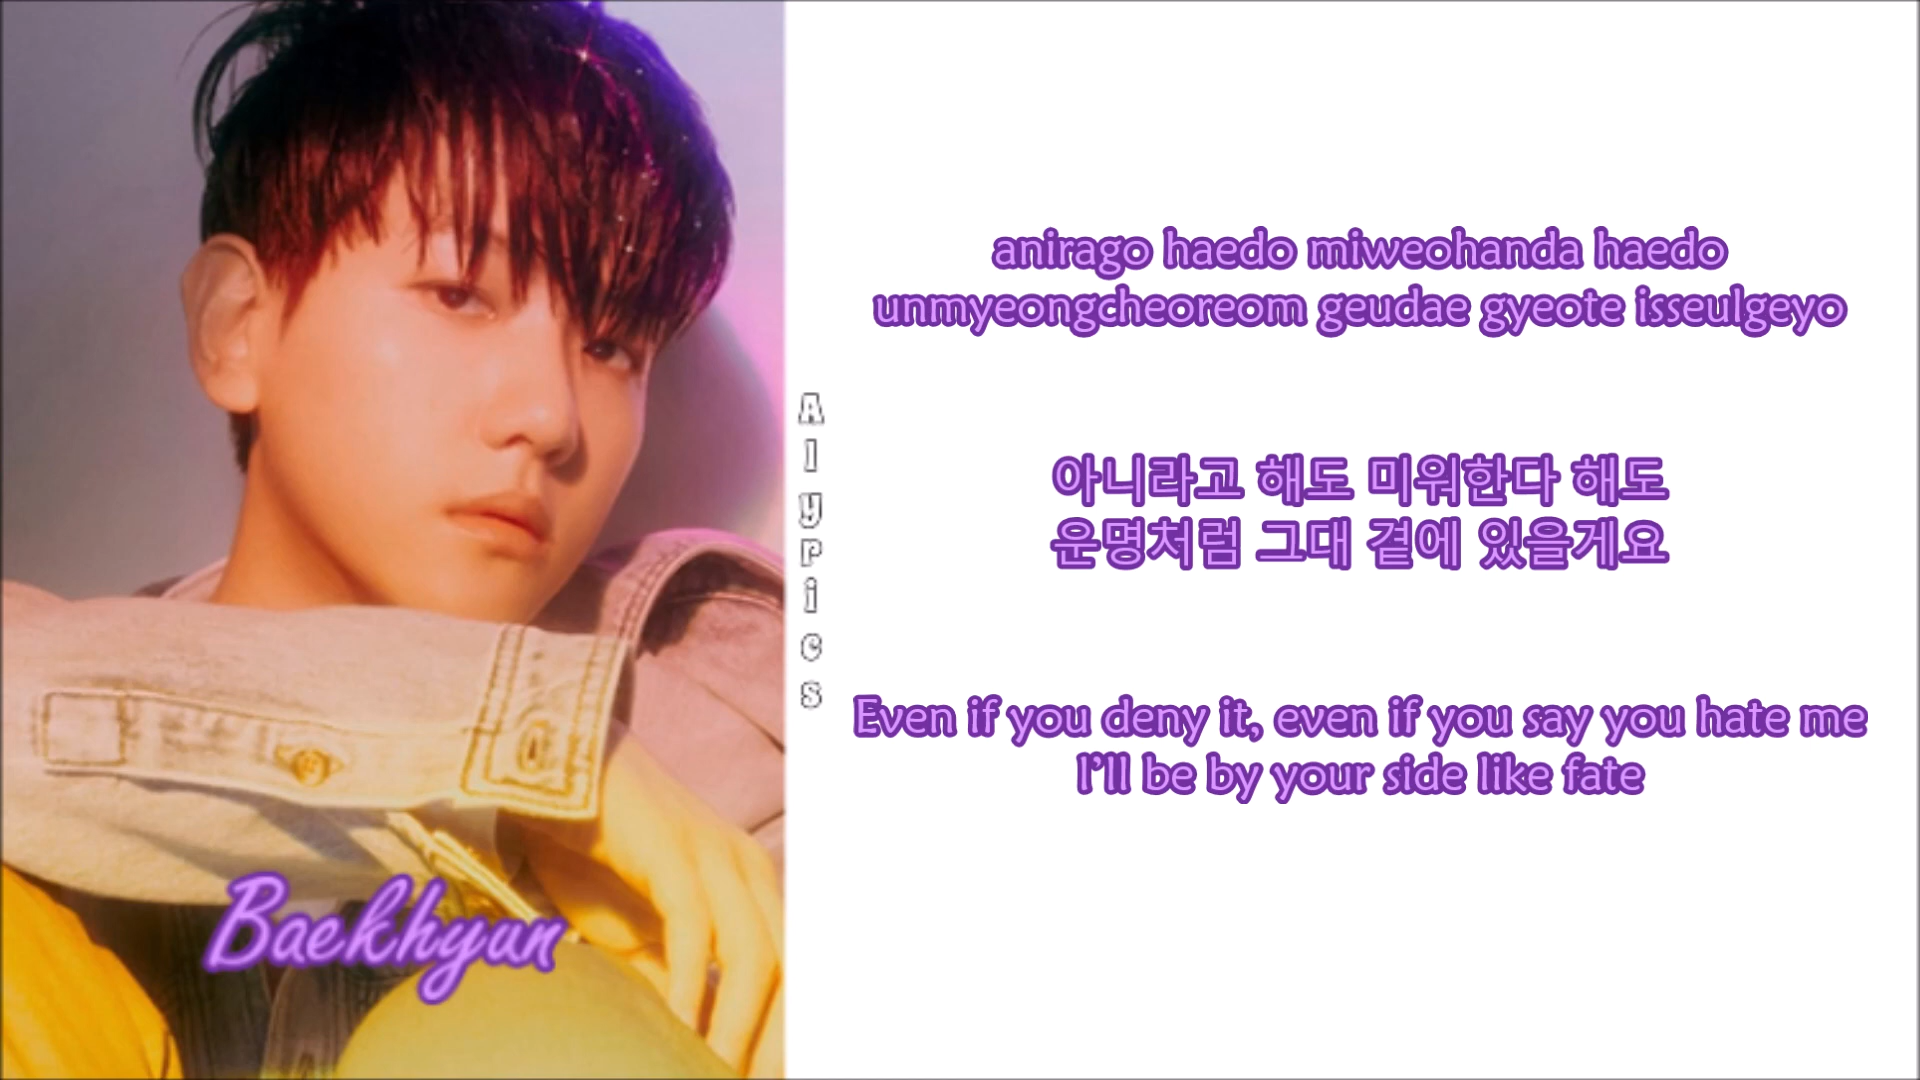 anirago haedo miweohanda haedo
unmyeongcheoreom geudae gyeote isseulgeyo
아니라고 해도 미워한다 해도
운명처럼 그대 곁에 있을게요
Even if you deny it, even if you say you hate me
I'll be by your side like fate
Alypics
Baekhyun